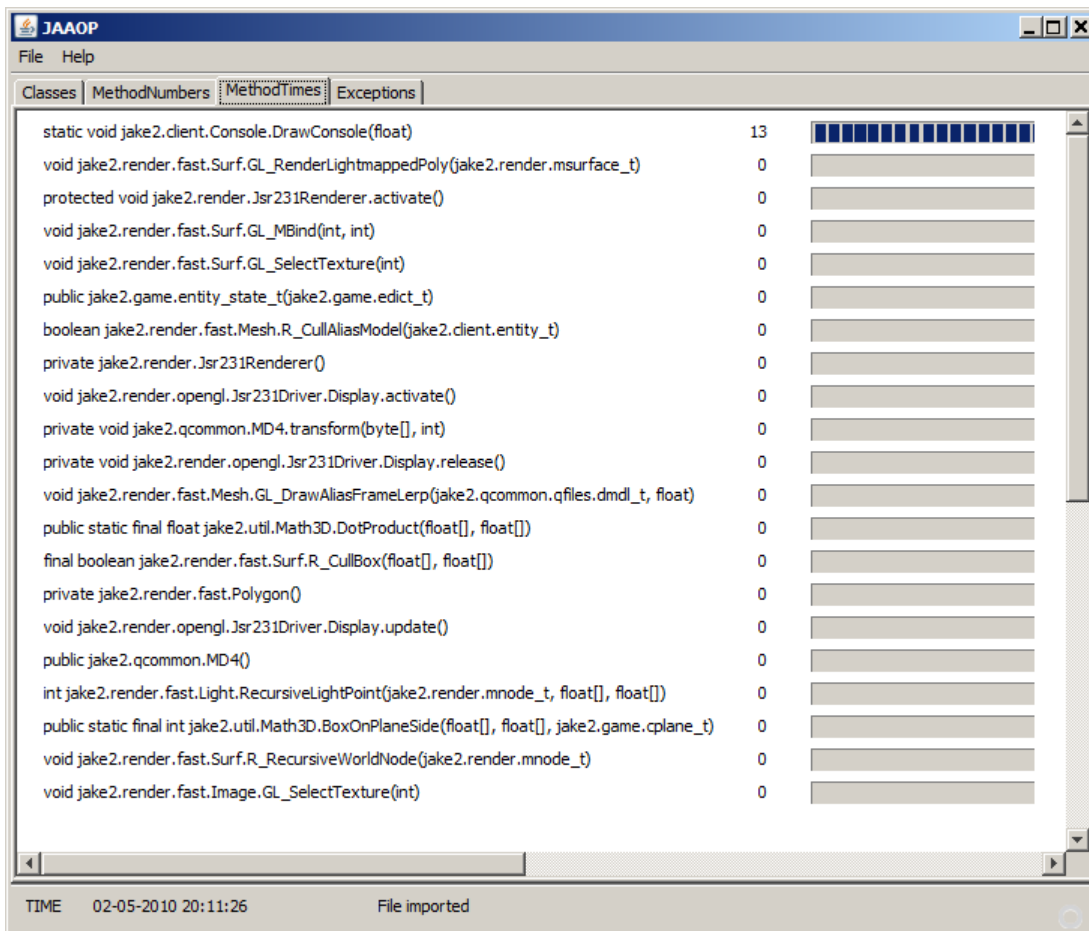 JAAOP
File Help
Classes MethodNumbers MethodTimes Exceptions
static void jake2.client.Console.DrawConsole(float) 13
void jake2.render.fast.Surf.GL_RenderLightmappedPoly(jake2.render.msurface_t) 0
protected void jake2.render.Jsr231Renderer.activate() 0
void jake2.render.fast.Surf.GL_MBind(int, int) 0
void jake2.render.fast.Surf.GL_SelectTexture(int) 0
public jake2.game.entity_state_t(jake2.game.edict_t) 0
boolean jake2.render.fast.Mesh.R_CullAliasModel(jake2.client.entity_t) 0
private jake2.render.Jsr231Renderer() 0
void jake2.render.opengl.Jsr231Driver.Display.activate() 0
private void jake2.qcommon.MD4.transform(byte[], int) 0
private void jake2.render.opengl.Jsr231Driver.Display.release() 0
void jake2.render.fast.Mesh.GL_DrawAliasFrameLerp(jake2.qcommon.qfiles.dmdl_t, float) 0
public static final float jake2.util.Math3D.DotProduct(float[], float[]) 0
final boolean jake2.render.fast.Surf.R_CullBox(float[], float[]) 0
private jake2.render.fast.Polygon() 0
void jake2.render.opengl.Jsr231Driver.Display.update() 0
public jake2.qcommon.MD4() 0
int jake2.render.fast.Light.RecursiveLightPoint(jake2.render.mnode_t, float[], float[]) 0
public static final int jake2.util.Math3D.BoxOnPlaneSide(float[], float[], jake2.game.cplane_t) 0
void jake2.render.fast.Surf.R_RecursiveWorldNode(jake2.render.mnode_t) 0
void jake2.render.fast.Image.GL_SelectTexture(int) 0
TIME 02-05-2010 20:11:26 File imported